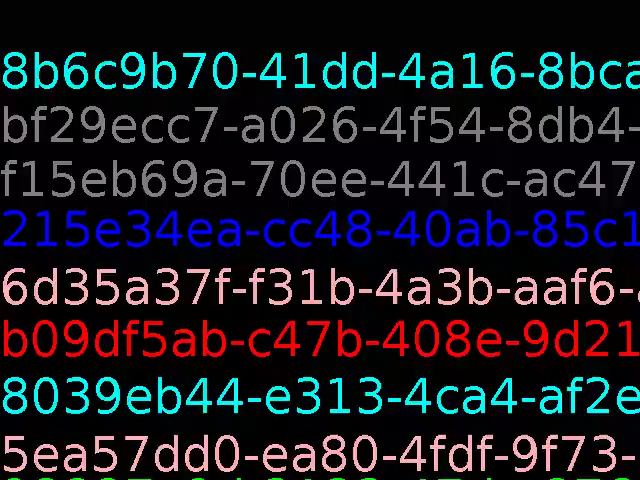 8b6c9b70-41dd-4a16-8bca
bf29ecc7-a026-4f54-8db4-
f15eb69a-70ee-441c-ac47
215e34ea-cc48-40ab-85c1
6d35a37f-f31b-4a3b-aaf6-
b09df5ab-c47b-408e-9d21
8039eb44-e313-4ca4-af2e
5ea57dd0-ea80-4fdf-9f73-